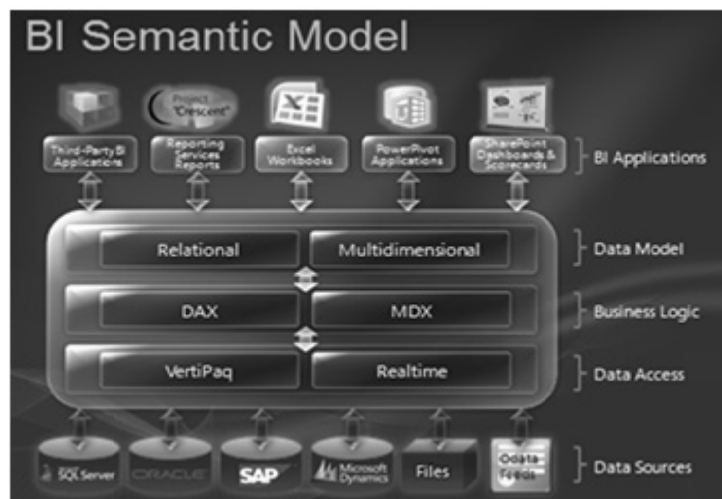 BI Semantic Model
Project
"Crescent"
Third-Party BI
Applications
Reporting
Services
Reports
Excel
Workbooks
PowerPivot
Applications
SharePoint
Dashboards &
Scorecards
BI Applications
Relational
Multidimensional
Data Model
DAX
MDX
Business Logic
VertiPaq
Realtime
Data Access
SQL Server
ORACLE
SAP
Microsoft
Dynamics
Files
Odata
Feeds
Data Sources